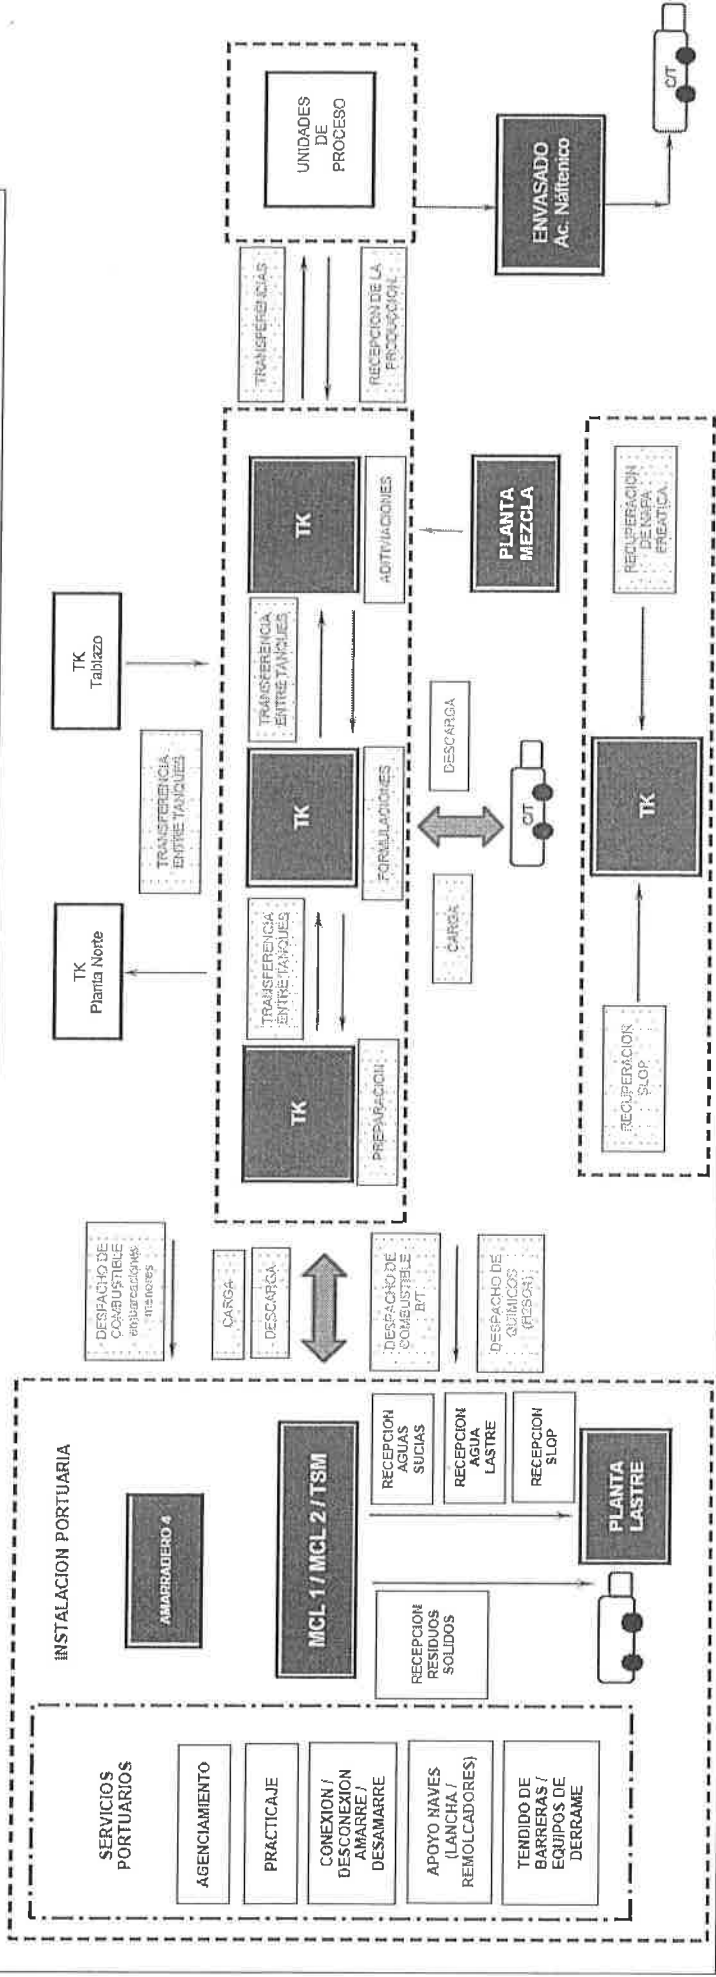 INSTALACION PORTUARIA
SERVICIOS
PORTUARIOS
AGENCIAMIENTO
PRACTICAJE
CONEXION /
DESCONEXION
AMARRE /
DESAMARRE
APOYO NAVES
(LANCHA /
REMOLCADORES)
TENDIDO DE
BARRERAS /
EQUIPOS DE
DERRAME
AMARRADERO 4
MCL 1 / MCL 2 / TSM
RECEPCION
RESIDUOS
SOLIDOS
RECEPCION
AGUAS
SUCIAS
RECEPCION
AGUA
LASTRE
RECEPCION
SLOP
PLANTA
LASTRE
DESPACHO DE
COMBUSTIBLE
embarcaciones
menores
CARGA
DESCARGA
DESPACHO DE
COMBUSTIBLE
B/T
DESPACHO DE
QUIMICOS
(H2SO4)
TK
Planta Norte
TRANSFERENCIA
ENTRE TANQUES
TK
Tablazo
TK
PREPARACION
TRANSFERENCIA
ENTRE TANQUES
TK
FORMULACIONES
TRANSFERENCIA
ENTRE TANQUES
TK
ADITIVACIONES
CARGA
DESCARGA
C/T
PLANTA
MEZCLA
RECUPERACION
SLOP
TK
RECUPERACION
DE NAPA
FREATICA
TRANSFERENCIAS
RECEPCION DE LA
PRODUCCION
UNIDADES
DE
PROCESO
ENVASADO
Ac. Náftenico
C/T